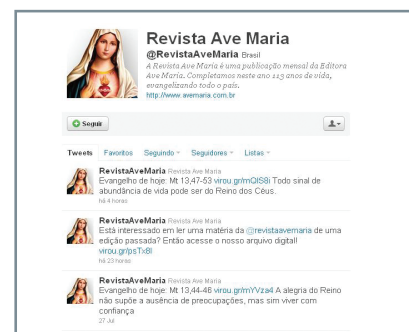 Revista Ave Maria
@RevistaAveMaria Brasil
A Revista Ave Maria é uma publicação mensal da Editora
Ave Maria. Completamos neste ano 113 anos de vida,
evangelizando todo o país.
http://www.avemaria.com.br
Seguir
Tweets Favoritos Seguindo Seguidores Listas
RevistaAveMaria Revista Ave Maria
Evangelho de hoje: Mt 13,47-53 virou.gr/mQIS8i Todo sinal de
abundância de vida pode ser do Reino dos Céus.
há 4 horas
RevistaAveMaria Revista Ave Maria
Está interessado em ler uma matéria da @revistaavemaria de uma
edição passada? Então acesse o nosso arquivo digital!
virou.gr/psTx8l
há 23 horas
RevistaAveMaria Revista Ave Maria
Evangelho de hoje: Mt 13,44-46 virou.gr/mYVza4 A alegria do Reino
não supõe a ausência de preocupações, mas sim viver com
confiança.
27 Jul